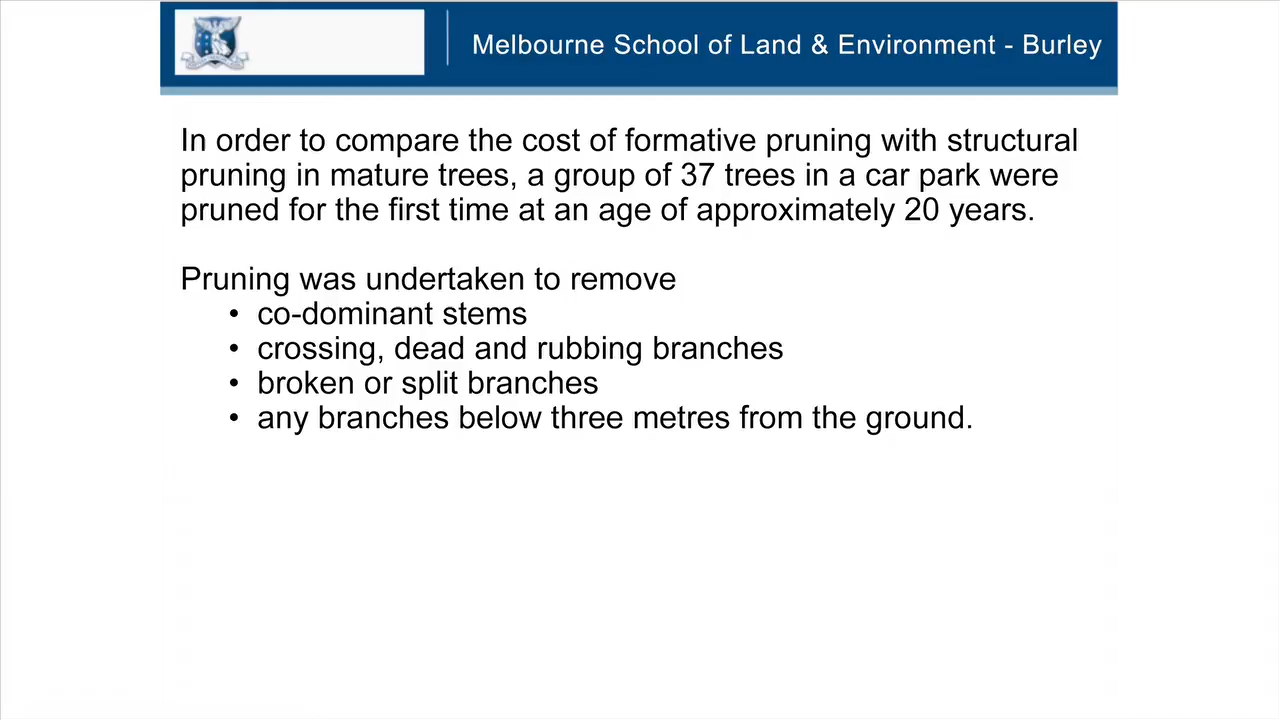 Melbourne School of Land & Environment - Burley
In order to compare the cost of formative pruning with structural
pruning in mature trees, a group of 37 trees in a car park were
pruned for the first time at an age of approximately 20 years.
Pruning was undertaken to remove
• co-dominant stems
• crossing, dead and rubbing branches
• broken or split branches
• any branches below three metres from the ground.